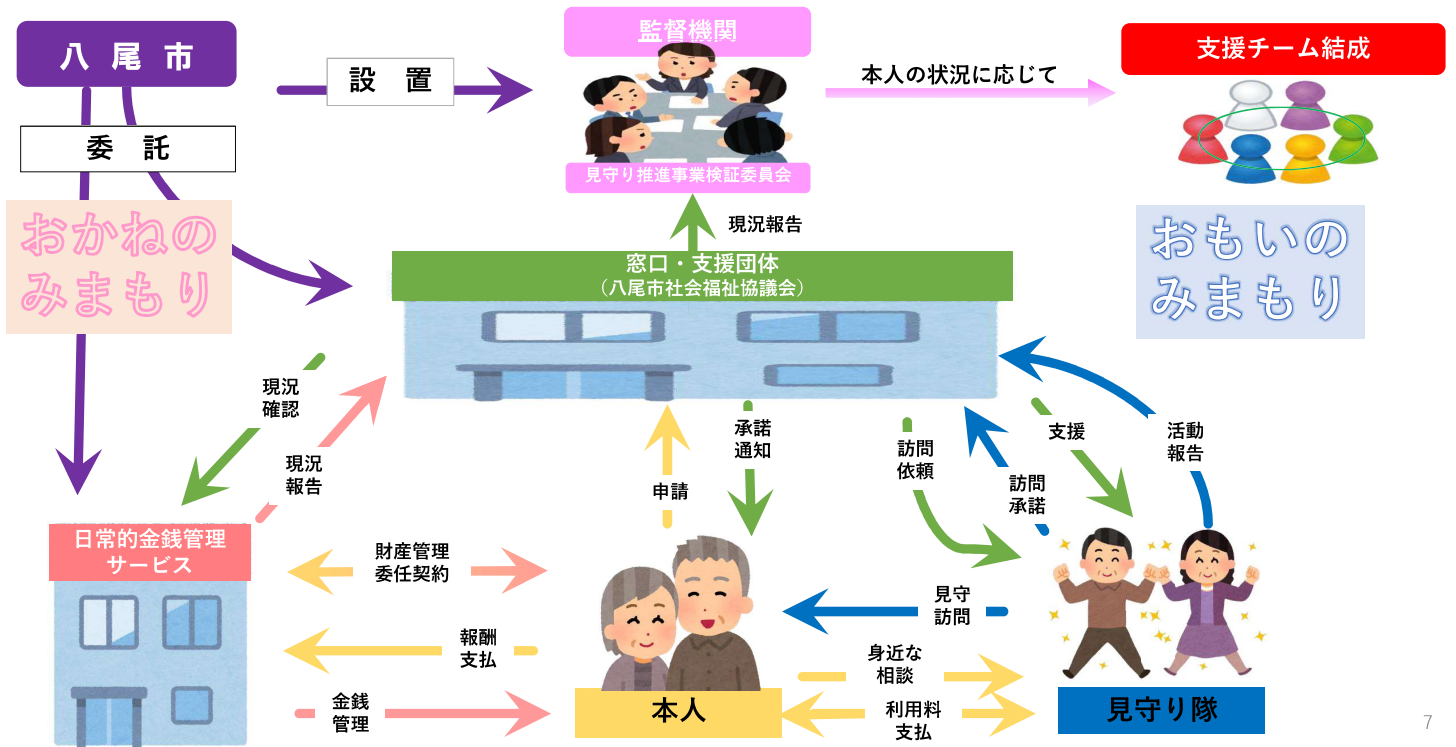 八 尾 市
設 置
監督機関
本人の状況に応じて
支援チーム結成
委 託
見守り推進事業検証委員会
おかねの
みまもり
現況報告
おもいの
みまもり
窓口・支援団体
（八尾市社会福祉協議会）
現況
確認
現況
報告
申請
承諾
通知
訪問
依頼
訪問
承諾
支援
活動
報告
日常的金銭管理
サービス
財産管理
委任契約
報酬
支払
金銭
管理
見守
訪問
身近な
相談
利用料
支払
本人
見守り隊
7